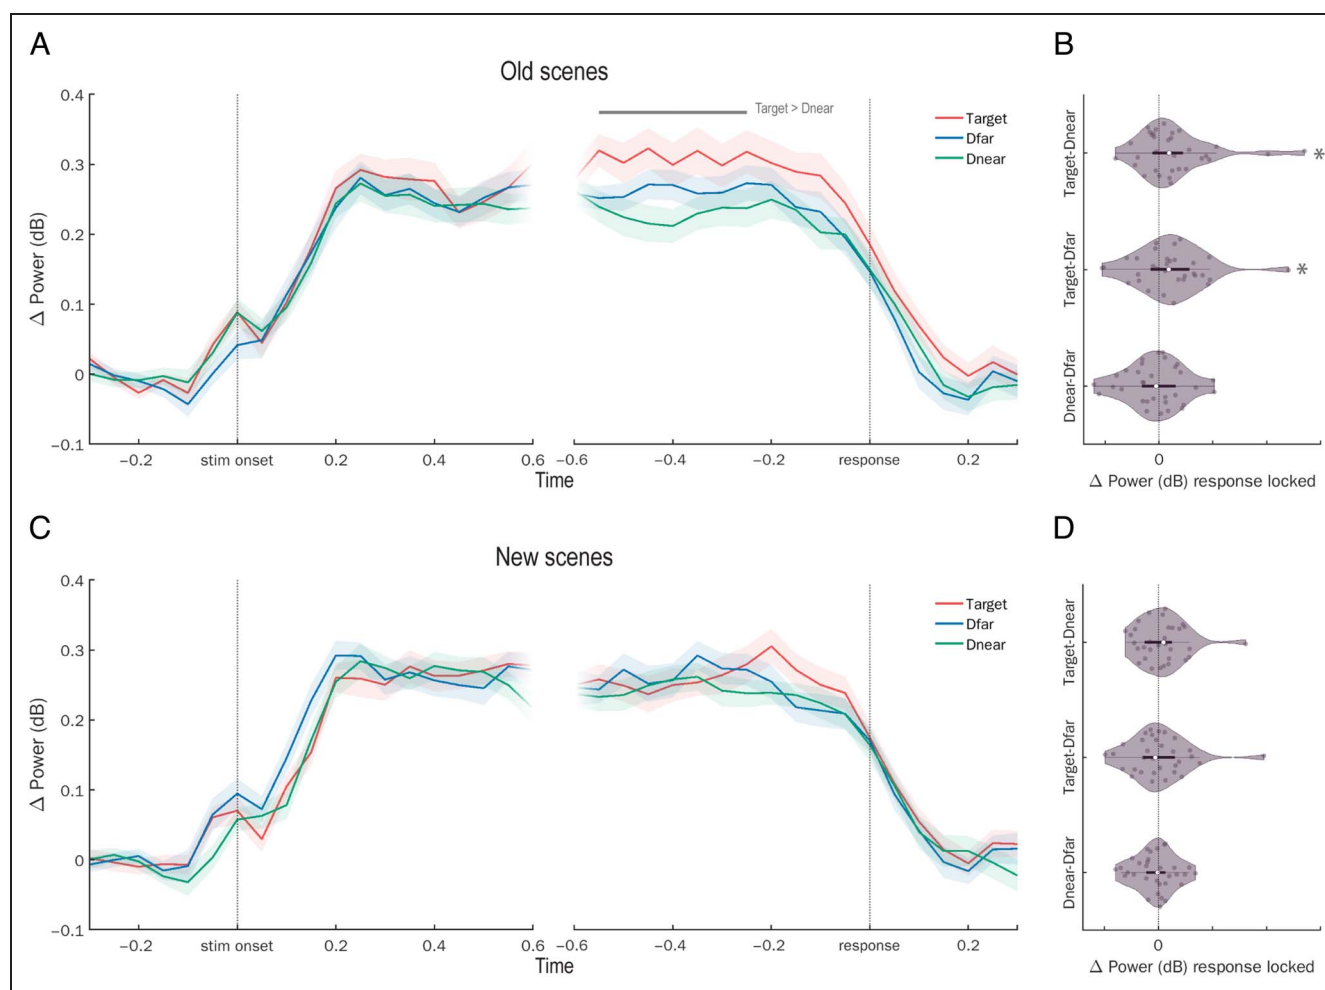 A
B
Old scenes
0.4
0.3
0.2
0.1
0
−0.1
Δ Power (dB)
Target > Dnear
Target
Dfar
Dnear
−0.2
stim onset
0.2
0.4
0.6
−0.6
−0.4
−0.2
response
0.2
Time
Target-Dnear
*
Target-Dfar
*
Dnear-Dfar
0
Δ Power (dB) response locked
C
D
New scenes
0.4
0.3
0.2
0.1
0
−0.1
Δ Power (dB)
Target
Dfar
Dnear
−0.2
stim onset
0.2
0.4
0.6
−0.6
−0.4
−0.2
response
0.2
Time
Target-Dnear
Target-Dfar
Dnear-Dfar
0
Δ Power (dB) response locked